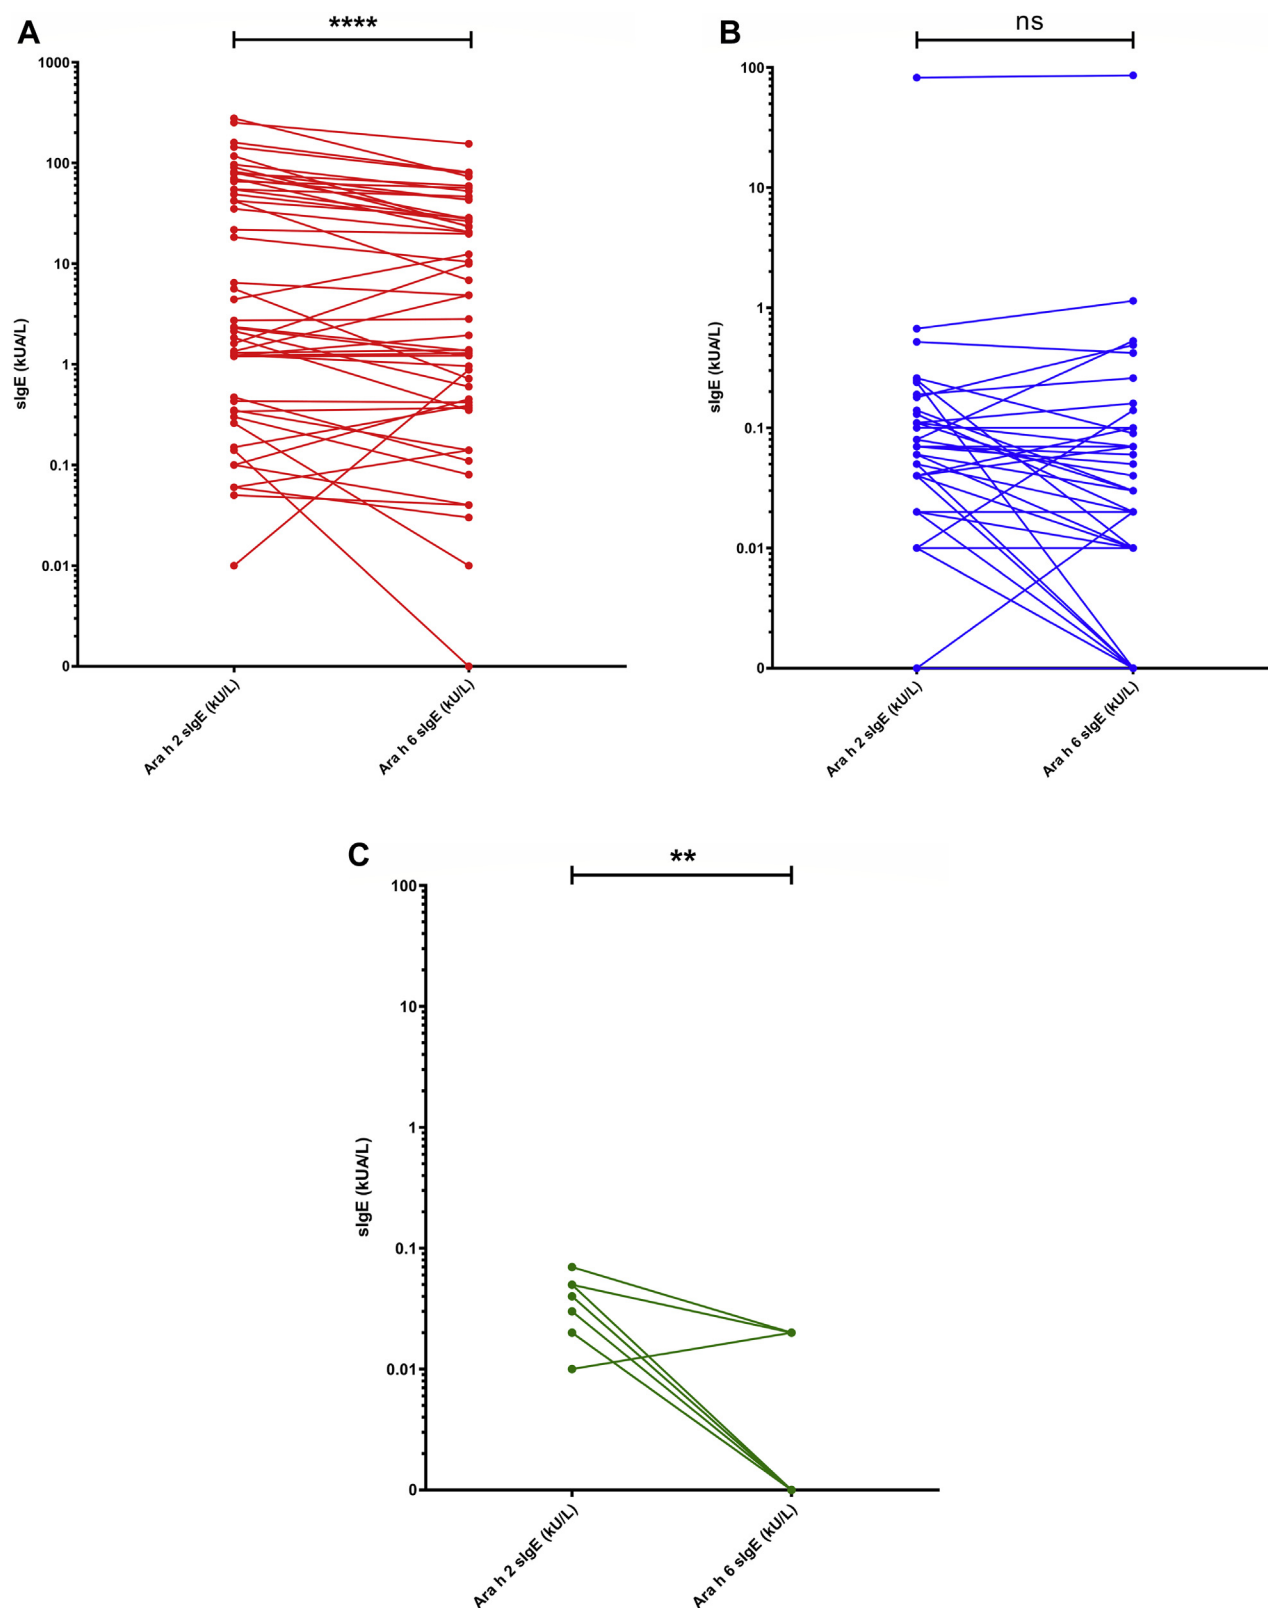 A
****
1000
100
10
1
0.1
0.01
0
sIgE (kUA/L)
Ara h 2 sIgE (kU/L)
Ara h 6 sIgE (kU/L)
B
ns
100
10
1
0.1
0.01
0
sIgE (kUA/L)
Ara h 2 sIgE (kU/L)
Ara h 6 sIgE (kU/L)
C
**
100
10
1
0.1
0.01
0
sIgE (kUA/L)
Ara h 2 sIgE (kU/L)
Ara h 6 sIgE (kU/L)